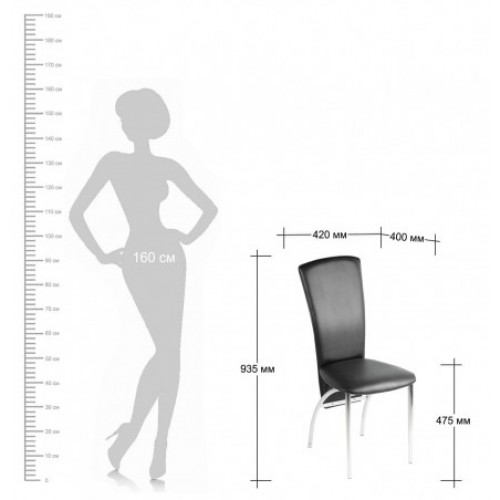 190 см
180 см
170 см
160 см
150 см
140 см
130 см
120 см
110 см
100 см
90 см
80 см
70 см
60 см
50 см
40 см
30 см
20 см
10 см
0
160 см
420 мм
400 мм
935 мм
475 мм